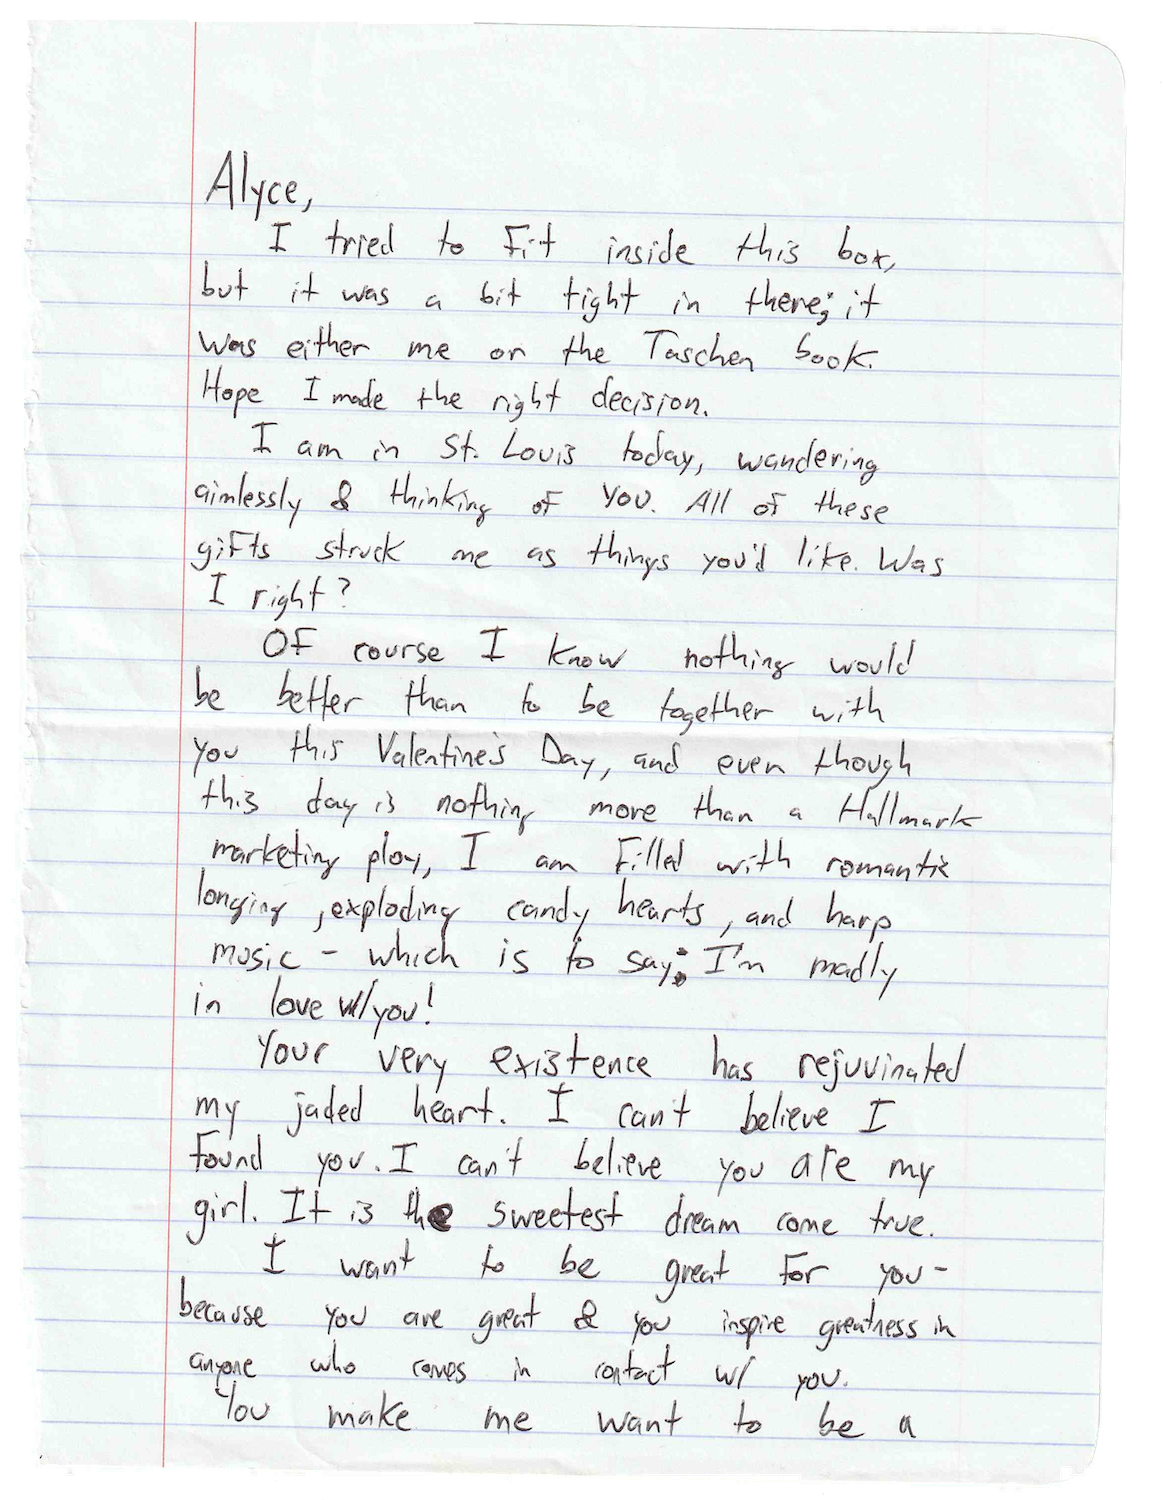 Alyce,
I tried to fit inside this box,
but it was a bit tight in there; it
was either me or the Taschen book.
Hope I made the right decision.
I am in St. Louis today, wandering
aimlessly & thinking of you. All of these
gifts struck me as things you'd like. Was
I right?
Of course I know nothing would
be better than to be together with
you this Valentine's Day, and even though
this day is nothing more than a Hallmark
marketing ploy, I am filled with romantic
longing, exploding candy hearts, and harp
music - which is to say: I'm madly
in love w/you!
Your very existence has rejuvinated
my jaded heart. I can't believe I
found you. I can't believe you are my
girl. It is the sweetest dream come true.
I want to be great for you-
because you are great & you inspire greatness in
anyone who comes in contact w/ you.
You make me want to be a